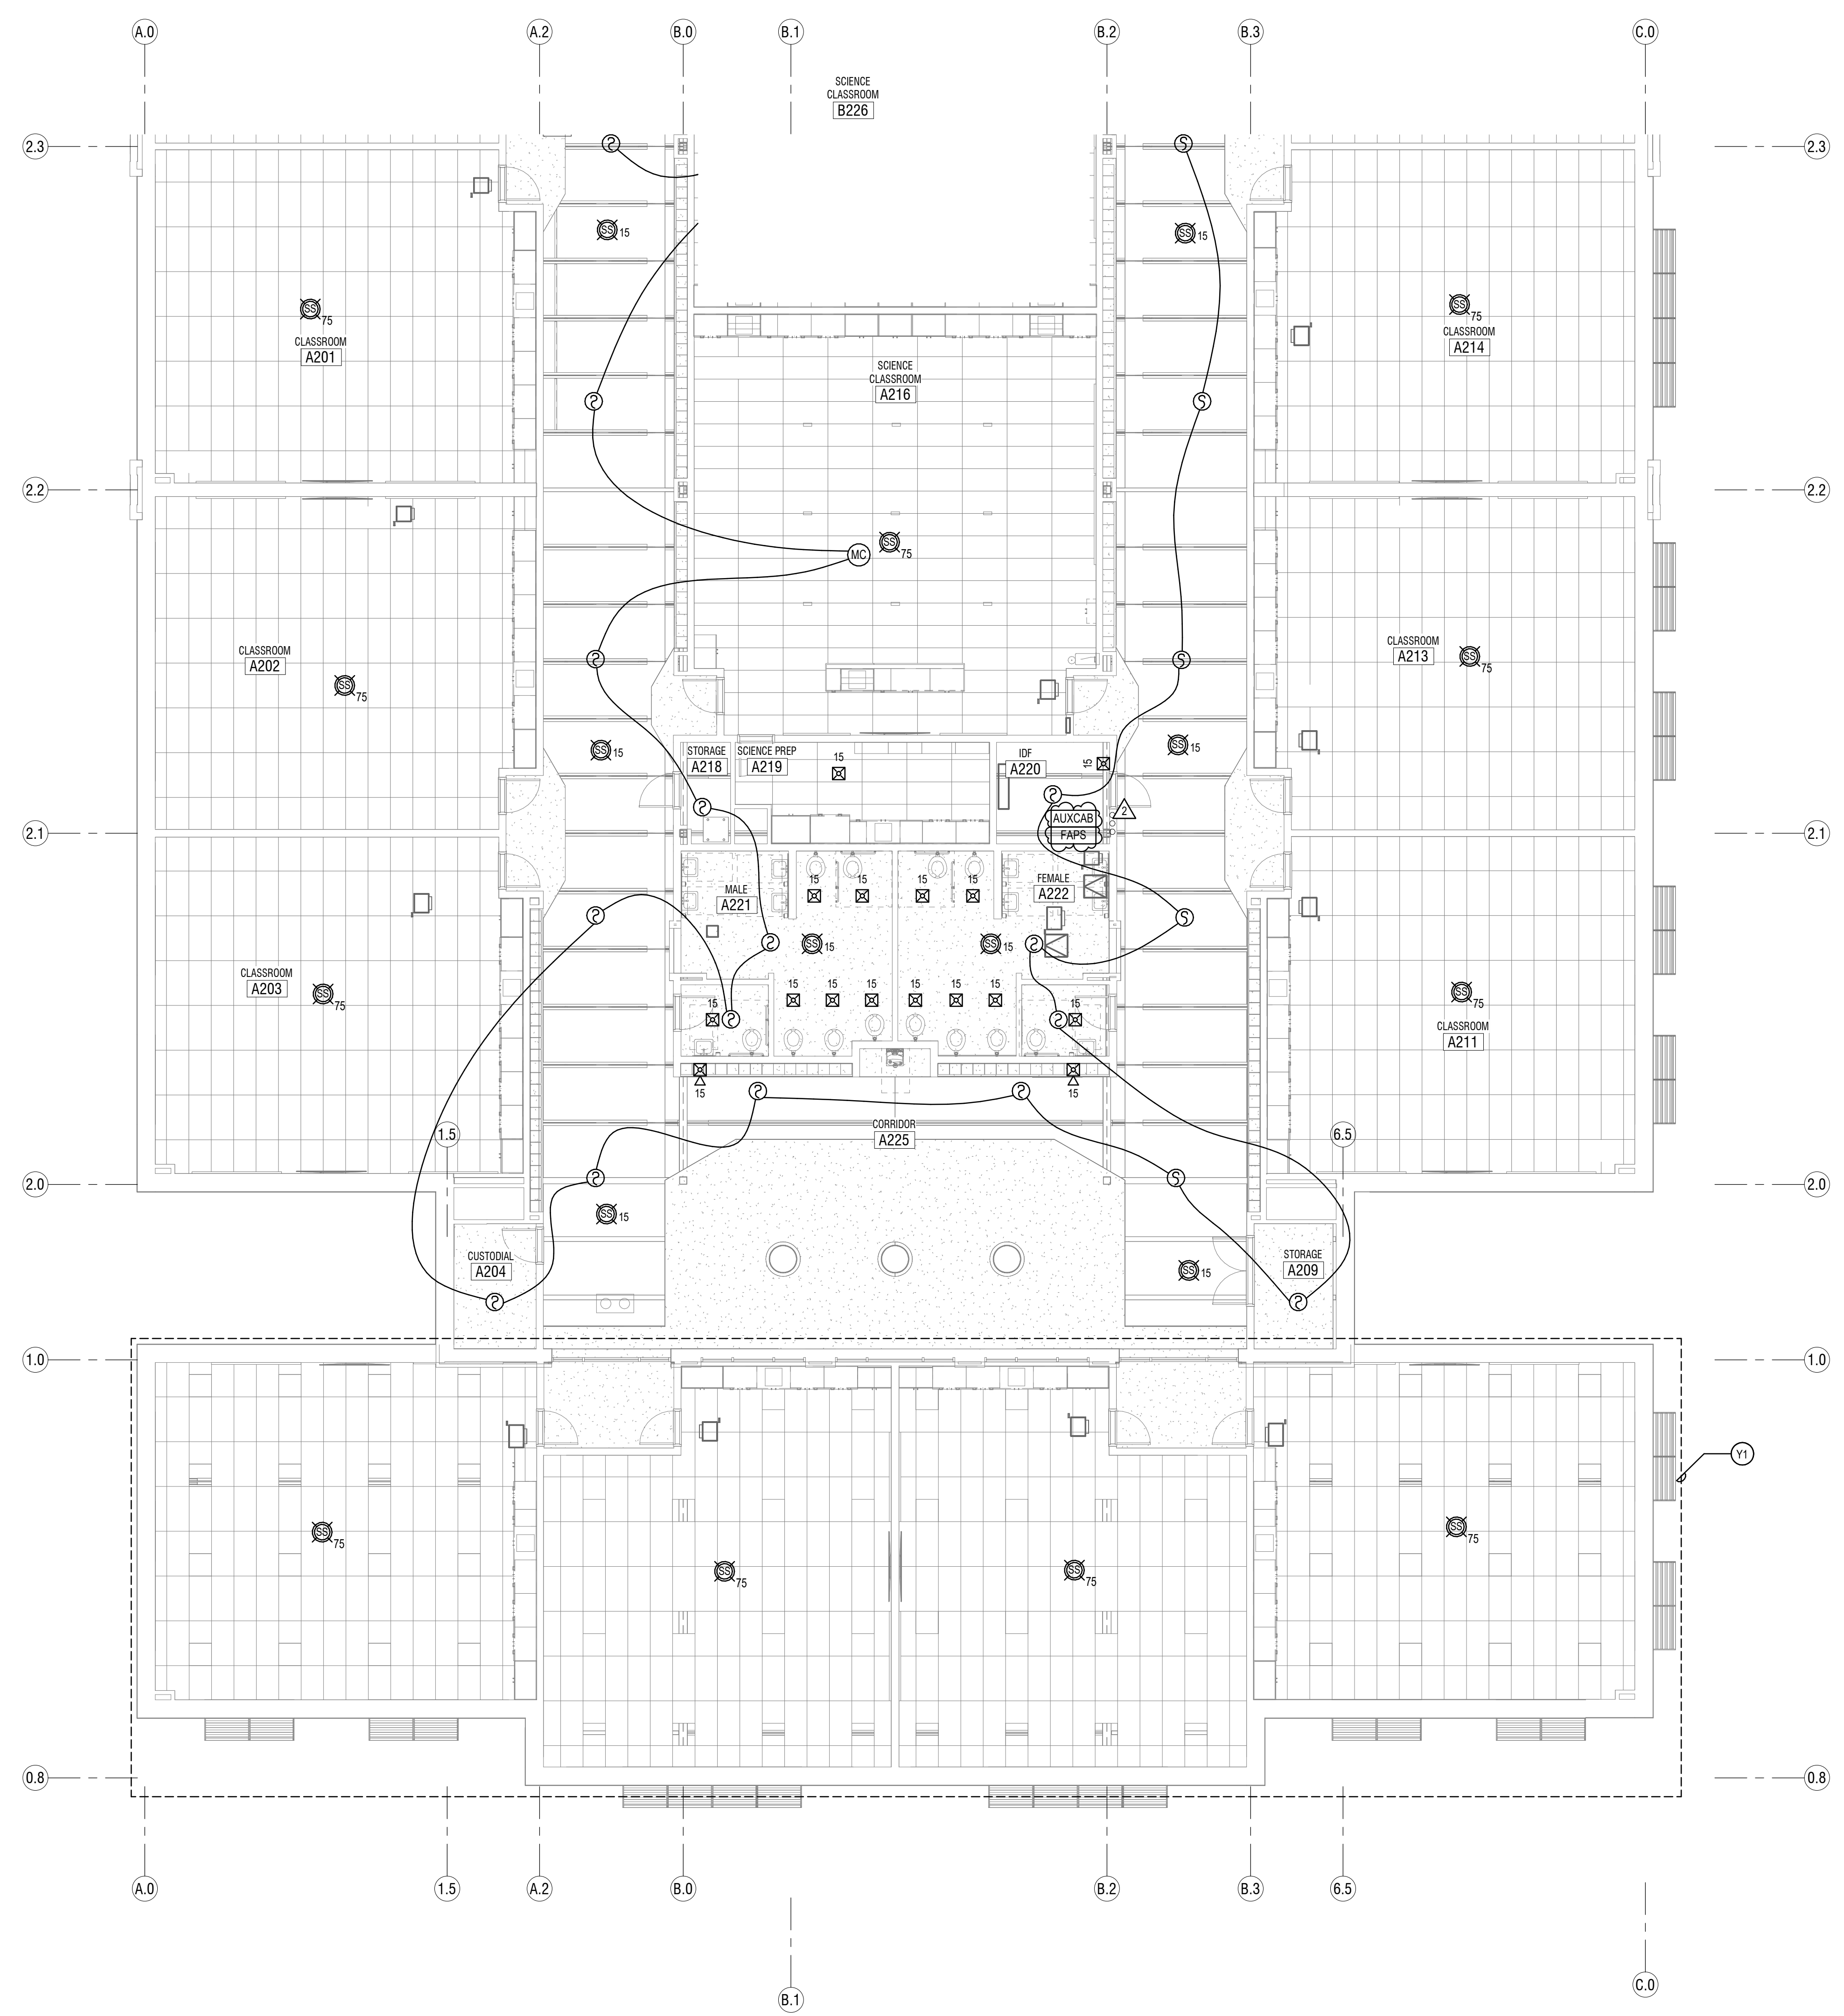 A.0
A.2
B.0
B.1
B.2
B.3
C.0
SCIENCE
CLASSROOM
B226
2.3
2.3
SS 15
SS 15
SS 75
CLASSROOM
A201
SS 75
CLASSROOM
A214
SCIENCE
CLASSROOM
A216
2.2
2.2
MC
SS 75
CLASSROOM
A202
SS 75
CLASSROOM
A213
SS 75
SS 15
SS 15
STORAGE
A218
SCIENCE PREP
A219
15
IDF
A220
15
2.1
2.1
AUXCAB
FAPS
2
MALE
A221
15
15
15
15
FEMALE
A222
SS 15
SS 15
CLASSROOM
A203
SS 75
SS 75
CLASSROOM
A211
15
15
15
15
15
15
15
15
15
15
CORRIDOR
A225
1.5
6.5
2.0
2.0
SS 15
CUSTODIAL
A204
SS 15
STORAGE
A209
1.0
1.0
Y1
SS 75
SS 75
SS 75
SS 75
0.8
0.8
A.0
1.5
A.2
B.0
B.2
B.3
6.5
B.1
C.0